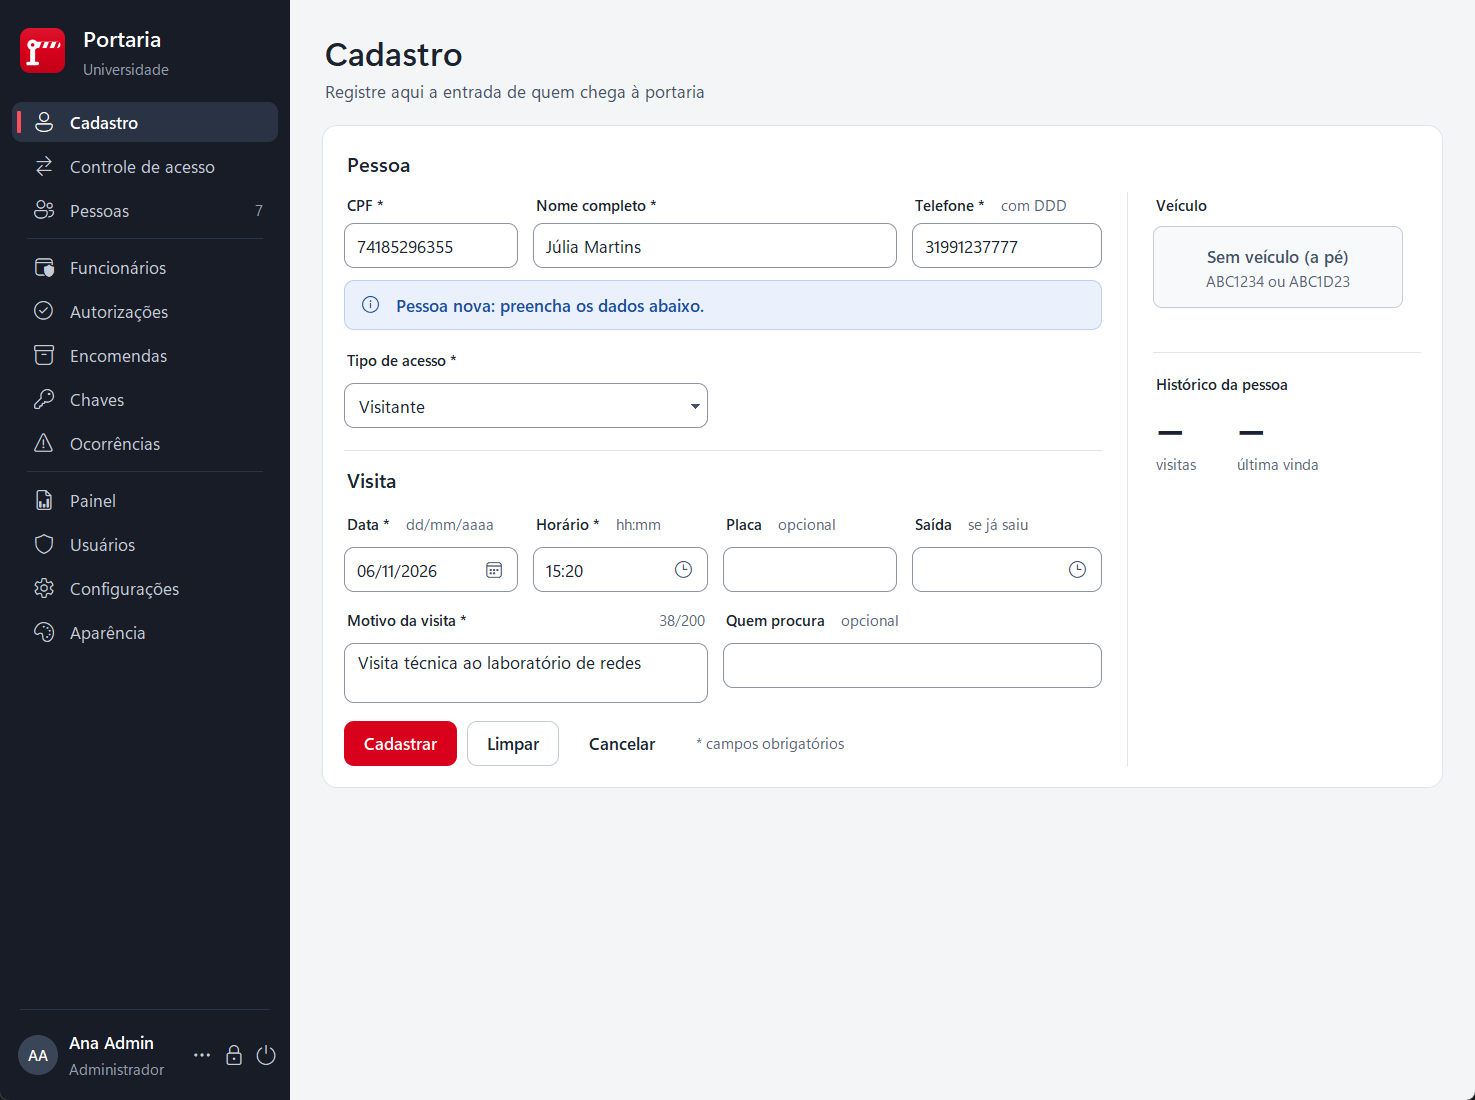 Portaria
Universidade
Cadastro
Controle de acesso
Pessoas 7
Funcionários
Autorizações
Encomendas
Chaves
Ocorrências
Painel
Usuários
Configurações
Aparência
AA
Ana Admin
Administrador
Cadastro
Registre aqui a entrada de quem chega à portaria
Pessoa
CPF * Nome completo * Telefone * com DDD
74185296355 Júlia Martins 31991237777
Pessoa nova: preencha os dados abaixo.
Tipo de acesso *
Visitante
Visita
Data * dd/mm/aaaa Horário * hh:mm Placa opcional Saída se já saiu
06/11/2026 15:20
Motivo da visita * 38/200 Quem procura opcional
Visita técnica ao laboratório de redes
Cadastrar Limpar Cancelar * campos obrigatórios
Veículo
Sem veículo (a pé)
ABC1234 ou ABC1D23
Histórico da pessoa
— —
visitas última vinda